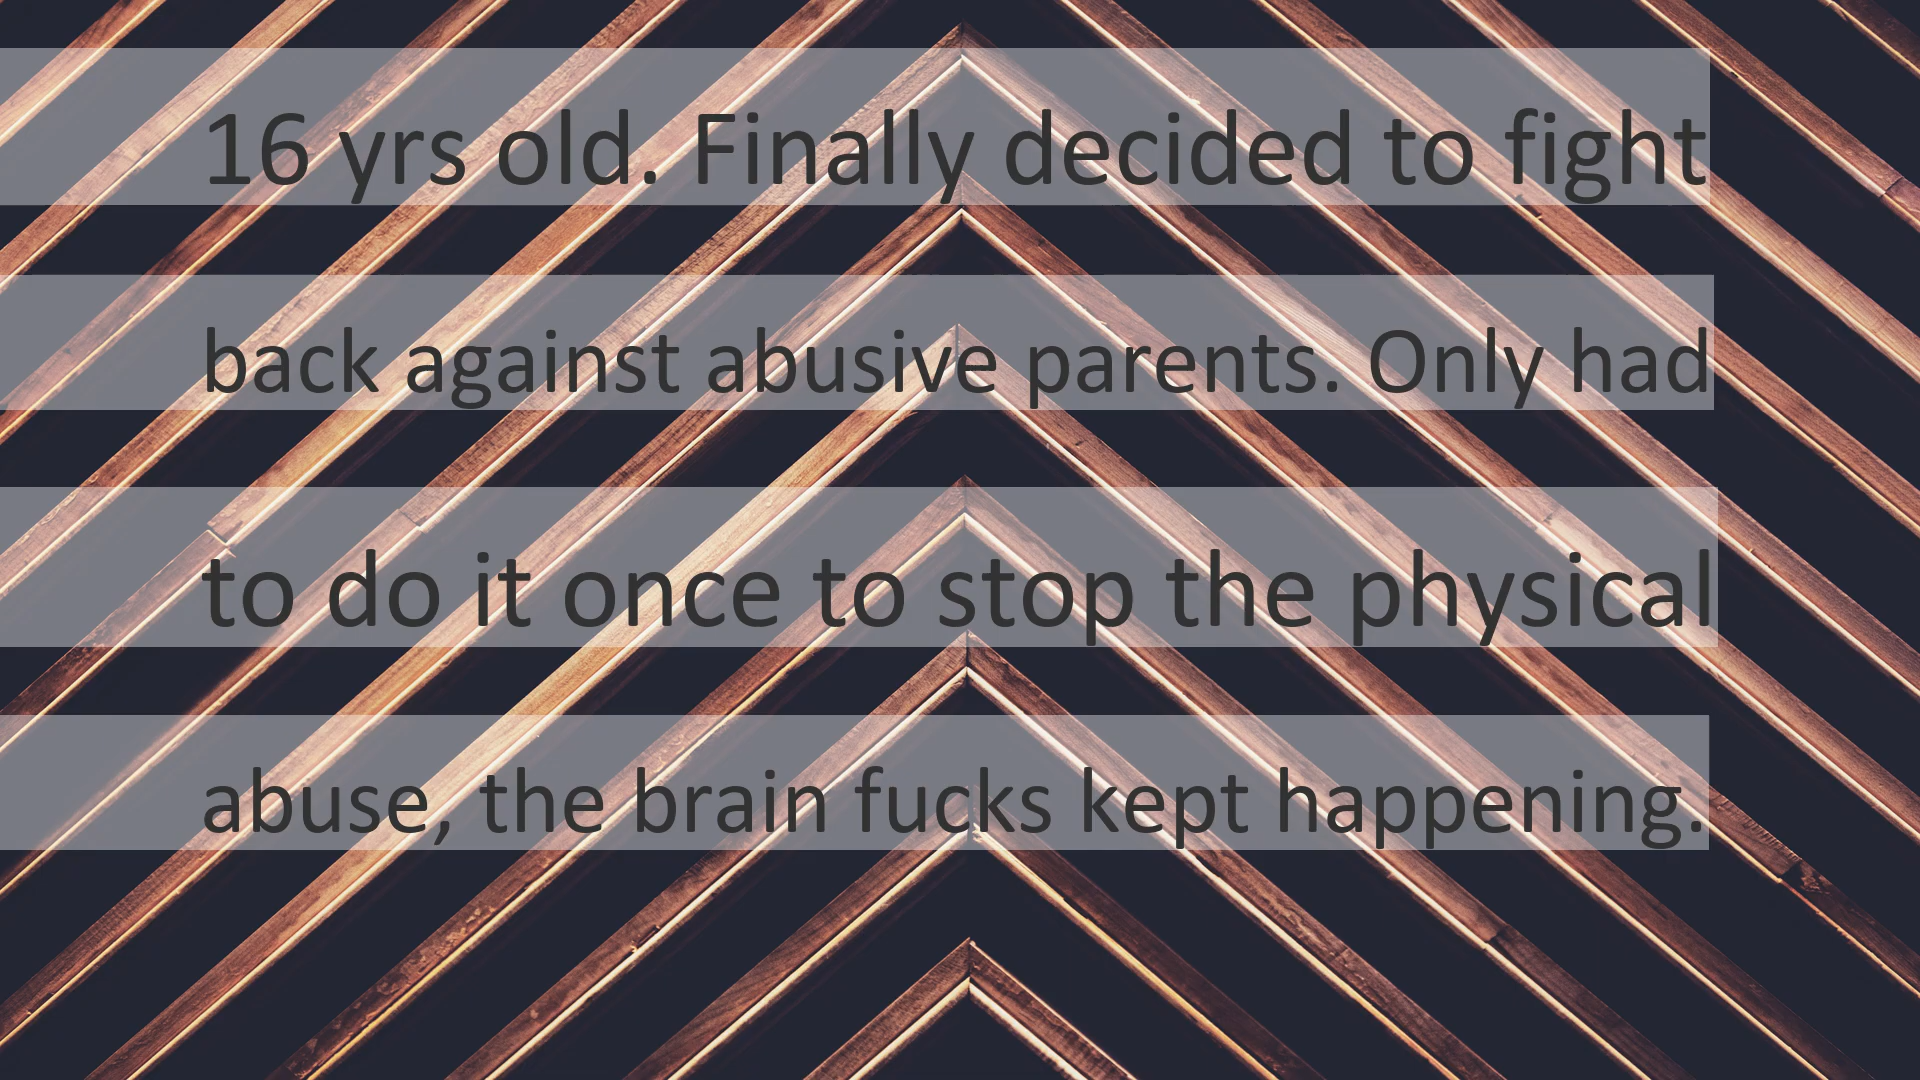 16 yrs old. Finally decided to fight
back against abusive parents. Only had
to do it once to stop the physical
abuse, the brain fucks kept happening.